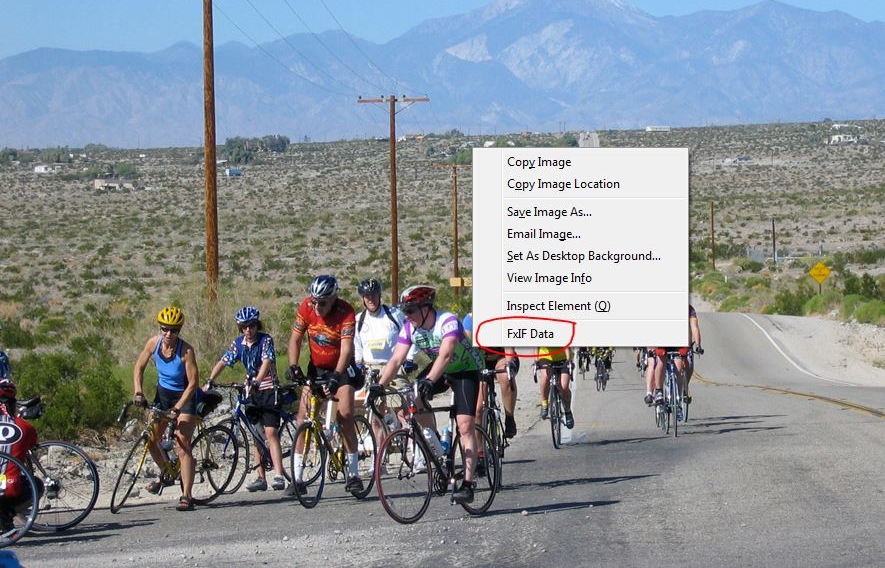 Copy Image
Copy Image Location
Save Image As...
Email Image...
Set As Desktop Background...
View Image Info
Inspect Element (Q)
FxIF Data